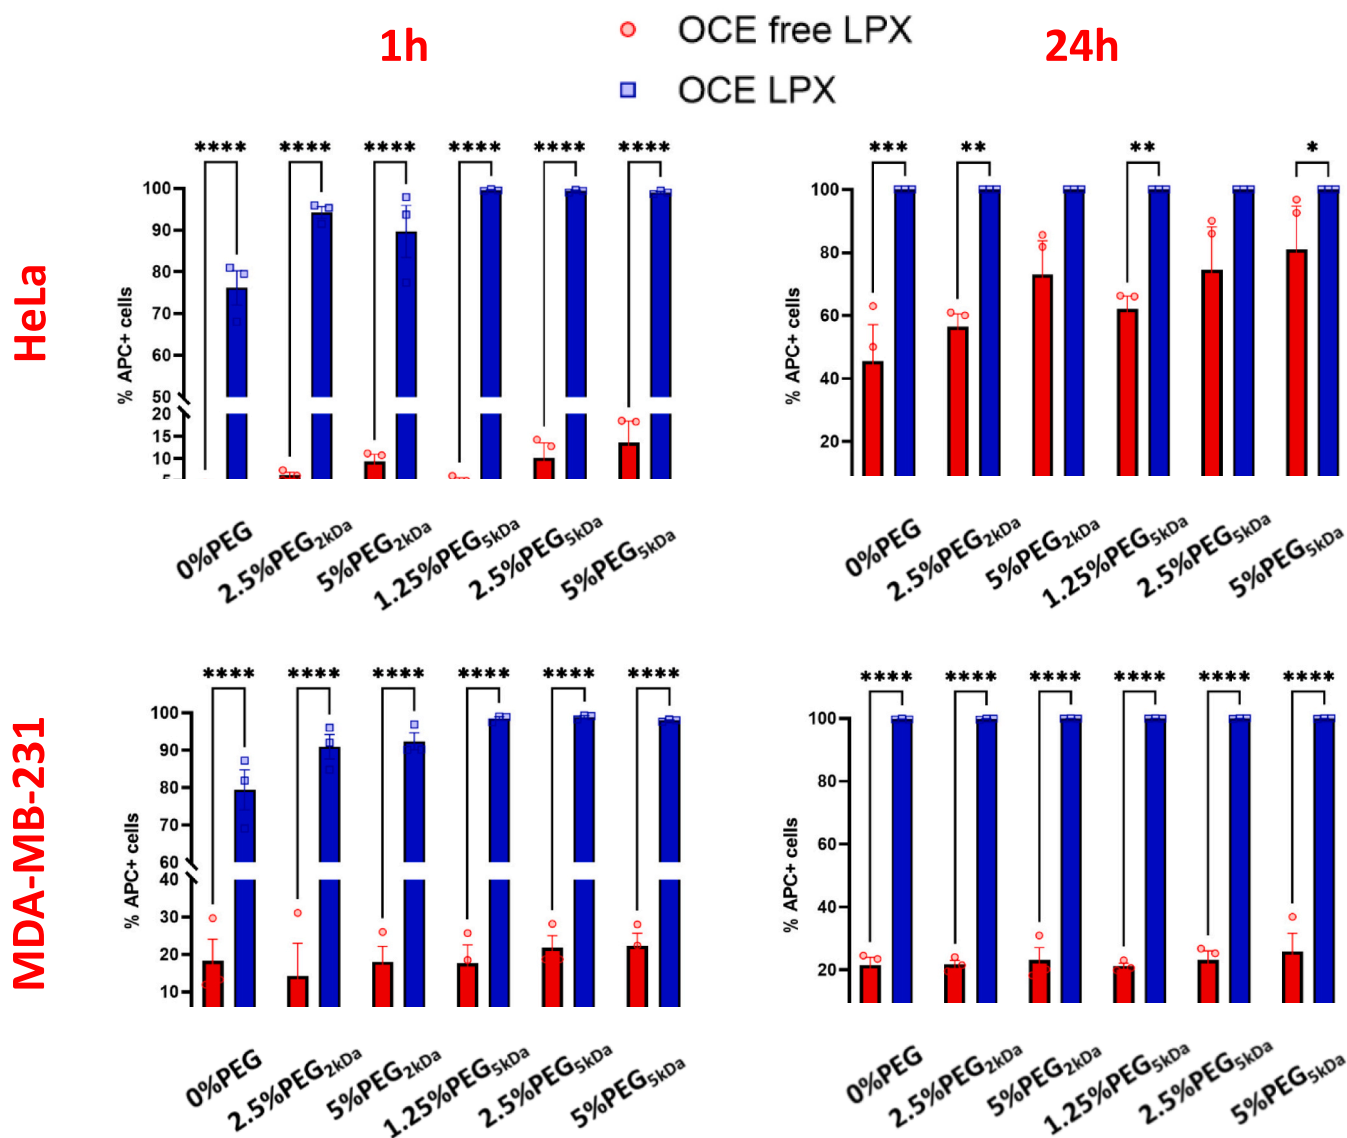 1h
OCE free LPX
24h
OCE LPX
HeLa
% APC+ cells
**** **** **** **** **** ****
100
90
80
70
60
50
20
15
10
0%PEG 2.5%PEG2kDa 5%PEG2kDa 1.25%PEG5kDa 2.5%PEG5kDa 5%PEG5kDa
% APC+ cells
*** ** ** *
100
80
60
40
20
0%PEG 2.5%PEG2kDa 5%PEG2kDa 1.25%PEG5kDa 2.5%PEG5kDa 5%PEG5kDa
MDA-MB-231
% APC+ cells
**** **** **** **** **** ****
100
90
80
70
60
40
30
20
10
0%PEG 2.5%PEG2kDa 5%PEG2kDa 1.25%PEG5kDa 2.5%PEG5kDa 5%PEG5kDa
% APC+ cells
**** **** **** **** **** ****
100
80
60
40
20
0%PEG 2.5%PEG2kDa 5%PEG2kDa 1.25%PEG5kDa 2.5%PEG5kDa 5%PEG5kDa